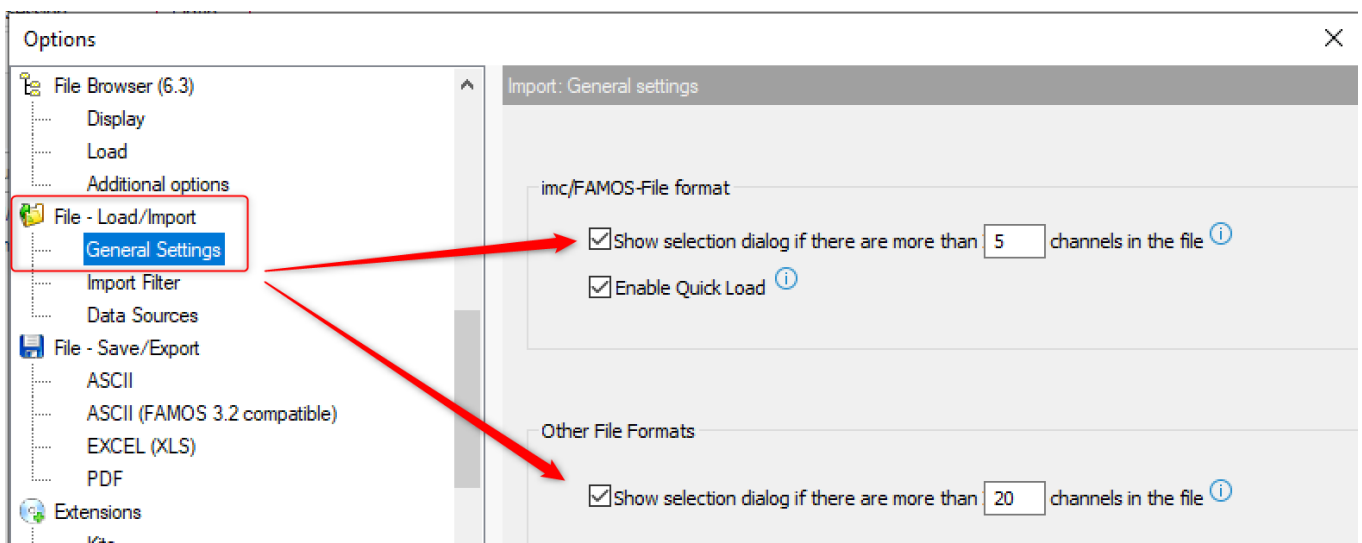 Options
File Browser (6.3)
Display
Load
Additional options
File - Load/Import
General Settings
Import Filter
Data Sources
File - Save/Export
ASCII
ASCII (FAMOS 3.2 compatible)
EXCEL (XLS)
PDF
Extensions
Import: General settings
imc/FAMOS-File format
Show selection dialog if there are more than 5 channels in the file
Enable Quick Load
Other File Formats
Show selection dialog if there are more than 20 channels in the file